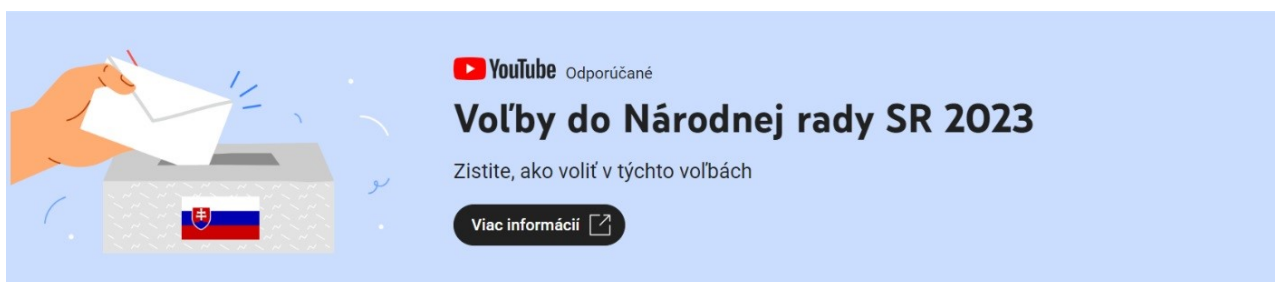 YouTube Odporúčané
Voľby do Národnej rady SR 2023
Zistite, ako voliť v týchto voľbách
Viac informácií